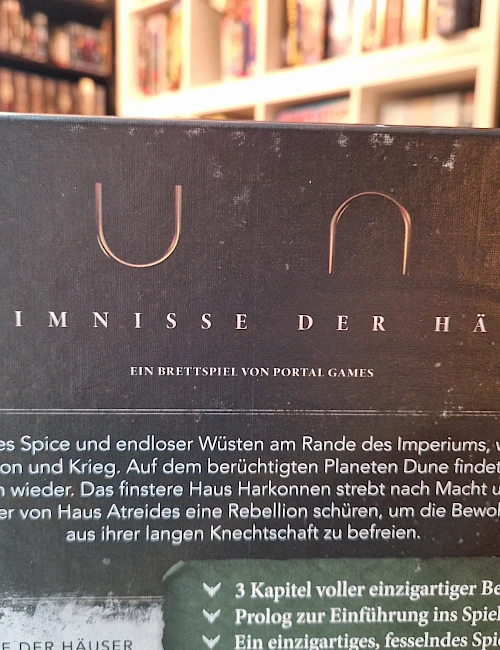 U N
IMNISSE DER HÄ
EIN BRETTSPIEL VON PORTAL GAMES
es Spice und endloser Wüsten am Rande des Imperiums,
on und Krieg. Auf dem berüchtigten Planeten Dune findet
n wieder. Das finstere Haus Harkonnen strebt nach Macht u
er von Haus Atreides eine Rebellion schüren, um die Bewoh
aus ihrer langen Knechtschaft zu befreien.
3 Kapitel voller einzigartiger Be
Prolog zur Einführung ins Spiel
Ein einzigartiges, fesselndes Spie
E DER HÄUSER